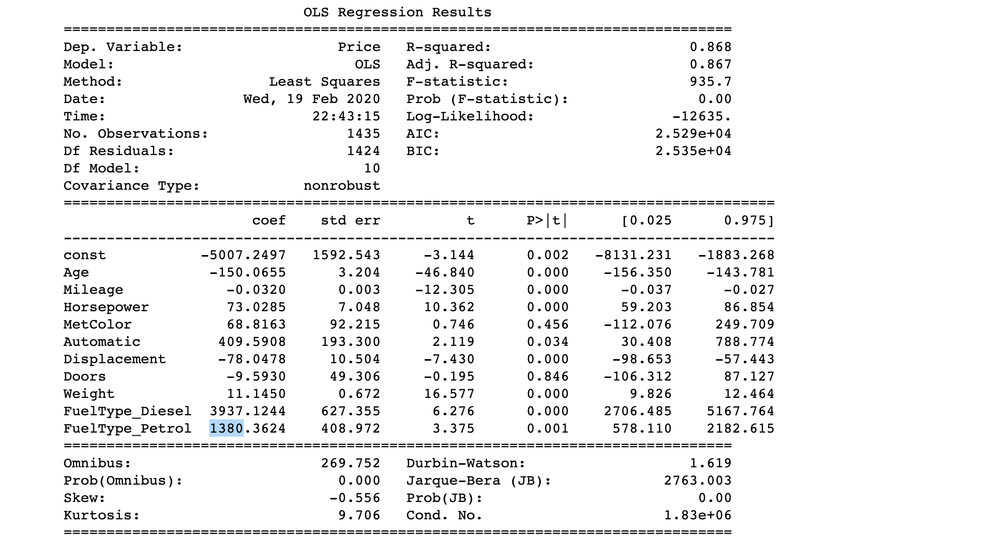 OLS Regression Results
==============================================================================
Dep. Variable:                  Price   R-squared:                       0.868
Model:                            OLS   Adj. R-squared:                  0.867
Method:                 Least Squares   F-statistic:                     935.7
Date:                Wed, 19 Feb 2020   Prob (F-statistic):               0.00
Time:                        22:43:15   Log-Likelihood:                -12635.
No. Observations:                1435   AIC:                         2.529e+04
Df Residuals:                    1424   BIC:                         2.535e+04
Df Model:                          10
Covariance Type:            nonrobust
===================================================================================
                      coef    std err          t      P>|t|      [0.025      0.975]
-----------------------------------------------------------------------------------
const           -5007.2497   1592.543     -3.144      0.002   -8131.231   -1883.268
Age              -150.0655      3.204    -46.840      0.000    -156.350    -143.781
Mileage            -0.0320      0.003    -12.305      0.000      -0.037      -0.027
Horsepower         73.0285      7.048     10.362      0.000      59.203      86.854
MetColor           68.8163     92.215      0.746      0.456    -112.076     249.709
Automatic         409.5908    193.300      2.119      0.034      30.408     788.774
Displacement      -78.0478     10.504     -7.430      0.000     -98.653     -57.443
Doors              -9.5930     49.306     -0.195      0.846    -106.312      87.127
Weight             11.1450      0.672     16.577      0.000       9.826      12.464
FuelType_Diesel  3937.1244    627.355      6.276      0.000    2706.485    5167.764
FuelType_Petrol  1380.3624    408.972      3.375      0.001     578.110    2182.615
==============================================================================
Omnibus:                      269.752   Durbin-Watson:                   1.619
Prob(Omnibus):                  0.000   Jarque-Bera (JB):             2763.003
Skew:                          -0.556   Prob(JB):                         0.00
Kurtosis:                       9.706   Cond. No.                     1.83e+06
==============================================================================